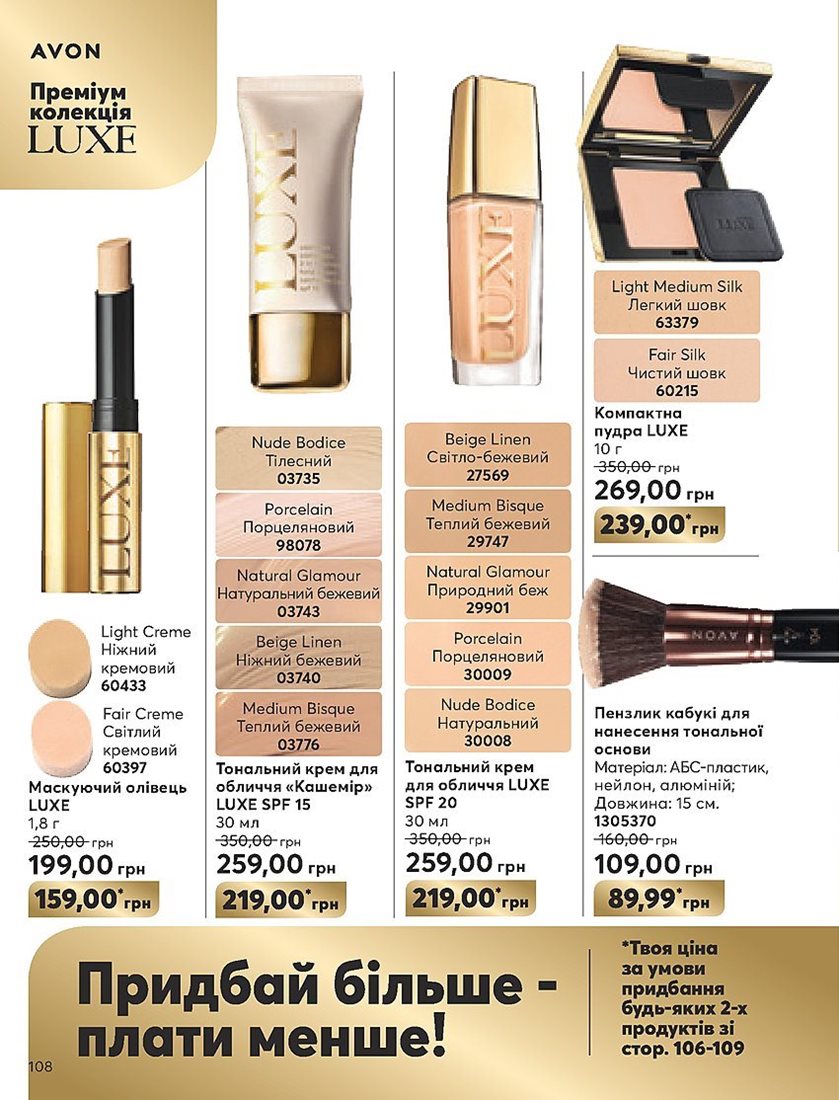 AVON
Преміум
колекція
LUXE
LUXE
Light Creme
Ніжний
кремовий
60433
Fair Creme
Світлий
кремовий
60397
Маскуючий олівець
LUXE
1,8 г
250,00 грн
199,00 грн
159,00* грн
LUXE
Nude Bodice
Тілесний
03735
Porcelain
Порцеляновий
98078
Natural Glamour
Натуральний бежевий
03743
Beige Linen
Ніжний бежевий
03740
Medium Bisque
Теплий бежевий
03776
Тональний крем для
обличчя «Кашемір»
LUXE SPF 15
30 мл
350,00 грн
259,00 грн
219,00* грн
LUXE
Beige Linen
Світло-бежевий
27569
Medium Bisque
Теплий бежевий
29747
Natural Glamour
Природний беж
29901
Porcelain
Порцеляновий
30009
Nude Bodice
Натуральний
30008
Тональний крем
для обличчя LUXE
SPF 20
30 мл
350,00 грн
259,00 грн
219,00* грн
LUXE
Light Medium Silk
Легкий шовк
63379
Fair Silk
Чистий шовк
60215
Компактна
пудра LUXE
10 г
350,00 грн
269,00 грн
239,00* грн
AVON
Пензлик кабукі для
нанесення тональної
основи
Матеріал: АБС-пластик,
нейлон, алюміній;
Довжина: 15 см.
1305370
160,00 грн
109,00 грн
89,99* грн
Придбай більше -
плати менше!
*Твоя ціна
за умови
придбання
будь-яких 2-х
продуктів зі
стор. 106-109
108